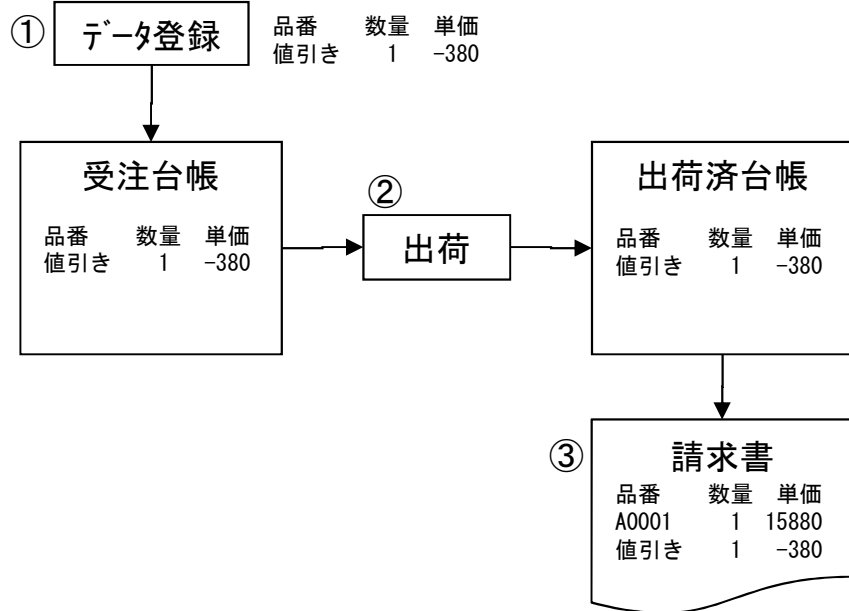 ① データ登録
品番 数量 単価
値引き 1 -380
受注台帳
品番 数量 単価
値引き 1 -380
②
出荷
出荷済台帳
品番 数量 単価
値引き 1 -380
③
請求書
品番 数量 単価
A0001 1 15880
値引き 1 -380